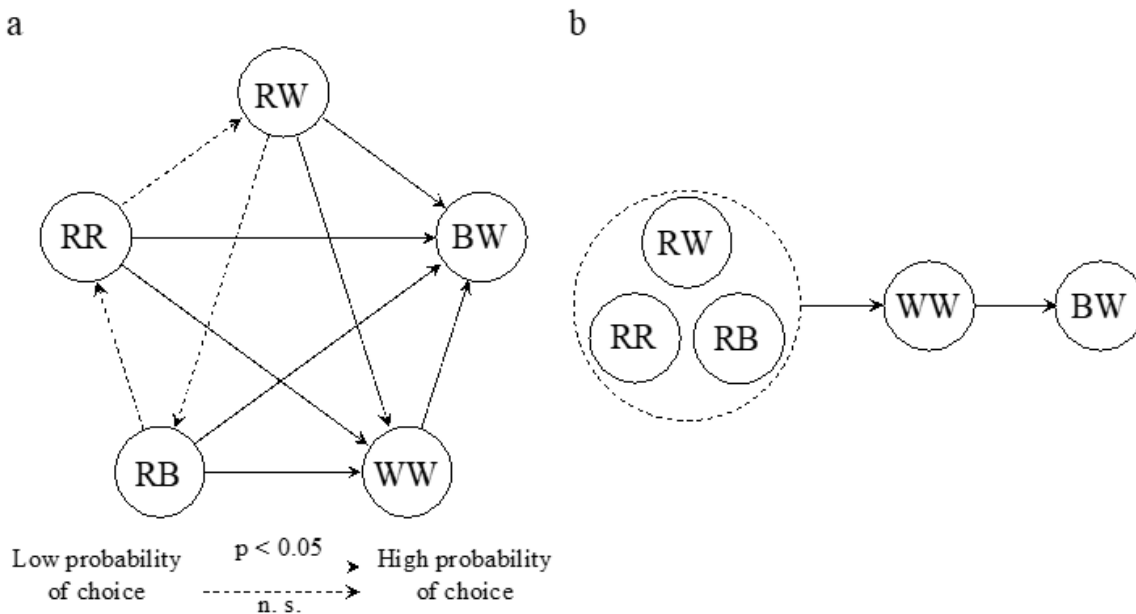 a
b
RW
RR
BW
RB
WW
RW
RR
RB
WW
BW
Low probability
of choice
p < 0.05
n. s.
High probability
of choice